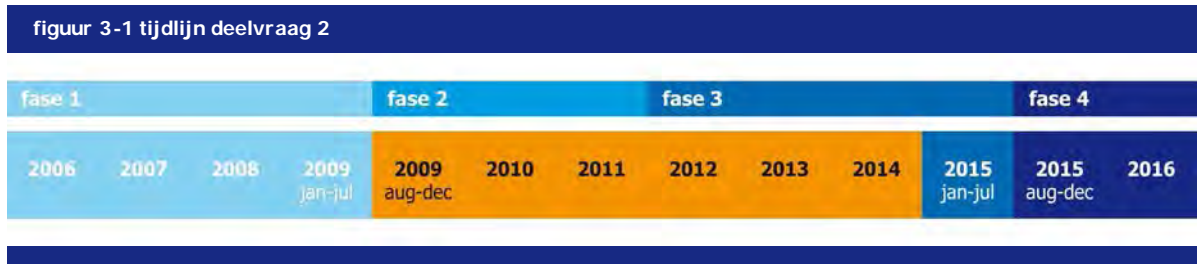 figuur 3-1 tijdlijn deelvraag 2
fase 1 fase 2 fase 3 fase 4
2006 2007 2008 2009 2009 2010 2011 2012 2013 2014 2015 2015 2016
jan-jul aug-dec jan-jul aug-dec